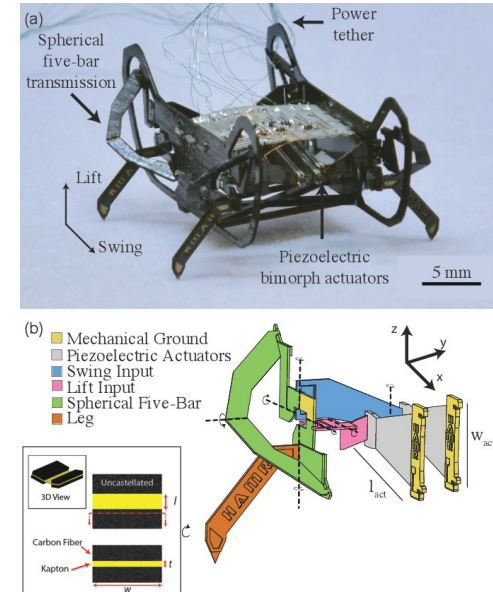 (a)
Power
tether
Spherical
five-bar
transmission
Lift
Swing
Piezoelectric
bimorph actuators
5 mm
(b)
Mechanical Ground
Piezoelectric Actuators
Swing Input
Lift Input
Spherical Five-Bar
Leg
z
y
x
w_act
l_act
HAMR
3D View
Uncastellated
l
Carbon Fiber
Kapton
t
w